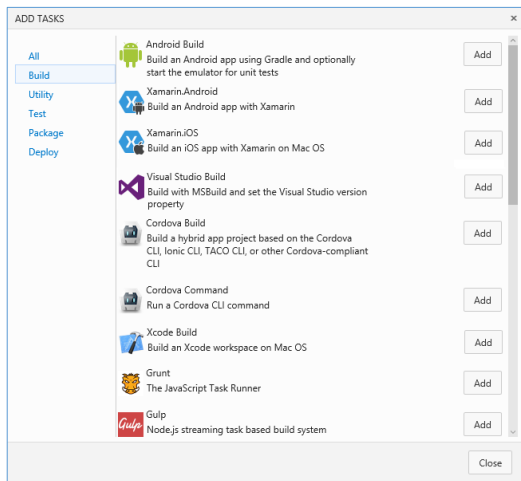 ADD TASKS
×
All
Build
Utility
Test
Package
Deploy
Android Build
Build an Android app using Gradle and optionally
start the emulator for unit tests
Add
Xamarin.Android
Build an Android app with Xamarin
Add
Xamarin.iOS
Build an iOS app with Xamarin on Mac OS
Add
Visual Studio Build
Build with MSBuild and set the Visual Studio version
property
Add
Cordova Build
Build a hybrid app project based on the Cordova
CLI, Ionic CLI, TACO CLI, or other Cordova-compliant
CLI
Add
Cordova Command
Run a Cordova CLI command
Add
Xcode Build
Build an Xcode workspace on Mac OS
Add
Grunt
The JavaScript Task Runner
Add
Gulp
Gulp
Node.js streaming task based build system
Add
Close